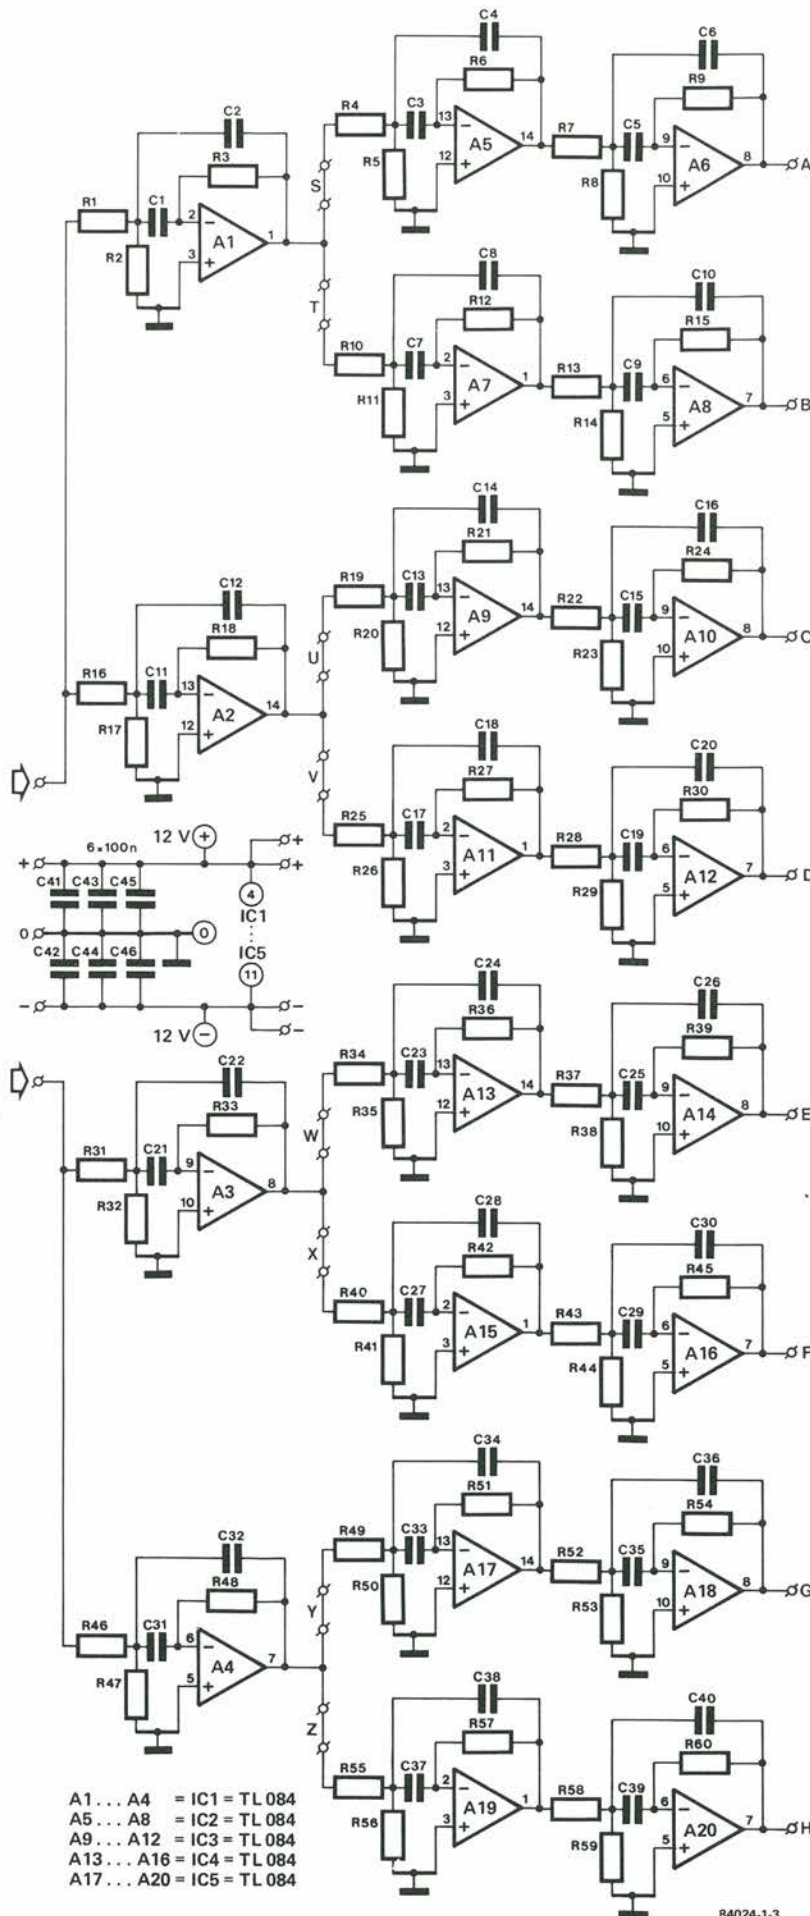 C4
R6
R4
C3
13
12
14
A5
R5
S
C6
R9
R7
C5
9
10
8
A6
R8
A
C2
R3
R1
C1
2
3
1
A1
R2
T
C8
R12
R10
C7
2
3
1
A7
R11
C10
R15
R13
C9
6
5
7
A8
R14
B
C14
R21
R19
C13
13
12
14
A9
R20
U
C16
R24
R22
C15
9
10
8
A10
R23
C
C12
R18
R16
C11
13
12
14
A2
R17
V
C18
R27
R25
C17
2
3
1
A11
R26
C20
R30
R28
C19
6
5
7
A12
R29
D
6×100n
12 V +
+
+
+
C41 C43 C45
4
IC1
0
0
C42 C44 C46
IC5
11
−
−
−
12 V −
C24
R36
R34
C23
13
12
14
A13
R35
W
C26
R39
R37
C25
9
10
8
A14
R38
E
C22
R33
R31
C21
9
10
8
A3
R32
X
C28
R42
R40
C27
2
3
1
A15
R41
C30
R45
R43
C29
6
5
7
A16
R44
F
C34
R51
R49
C33
13
12
14
A17
R50
Y
C36
R54
R52
C35
9
10
8
A18
R53
G
C32
R48
R46
C31
6
5
7
A4
R47
Z
C38
R57
R55
C37
2
3
1
A19
R56
C40
R60
R58
C39
6
5
7
A20
R59
H
A1 . . . A4 = IC1 = TL 084
A5 . . . A8 = IC2 = TL 084
A9 . . . A12 = IC3 = TL 084
A13 . . . A16 = IC4 = TL 084
A17 . . . A20 = IC5 = TL 084
84024-1-3